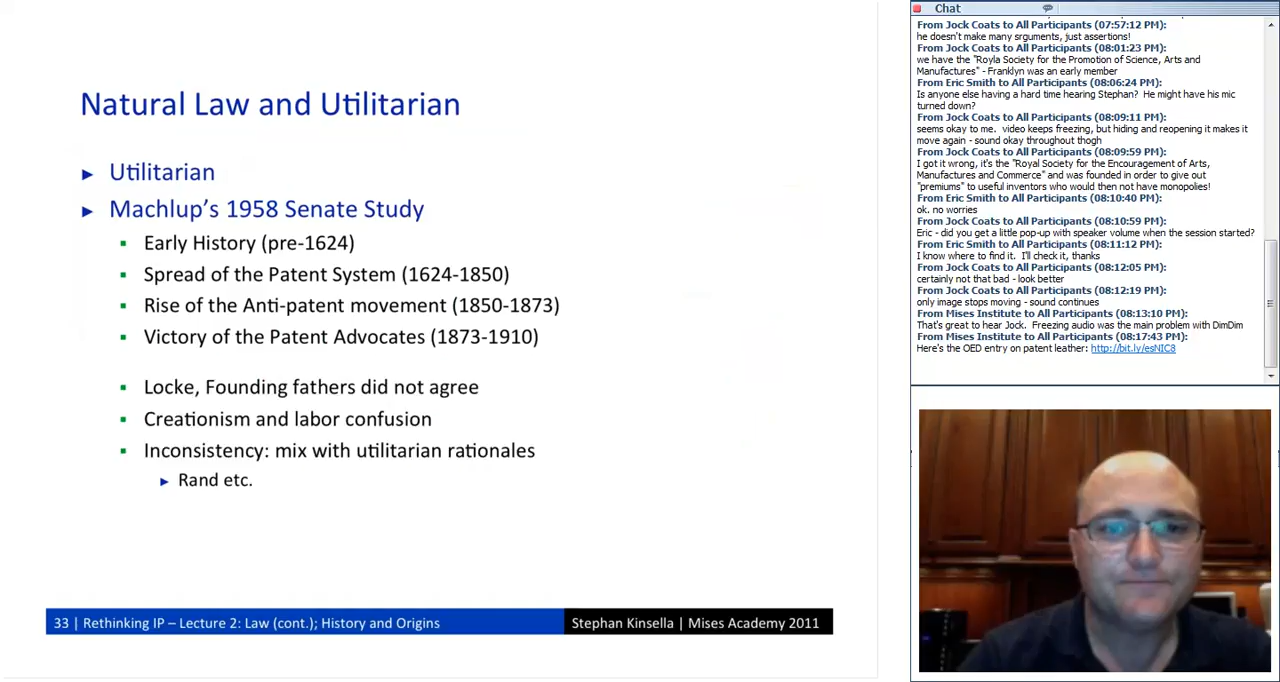 Natural Law and Utilitarian
► Utilitarian
► Machlup's 1958 Senate Study
▪ Early History (pre-1624)
▪ Spread of the Patent System (1624-1850)
▪ Rise of the Anti-patent movement (1850-1873)
▪ Victory of the Patent Advocates (1873-1910)
▪ Locke, Founding fathers did not agree
▪ Creationism and labor confusion
▪ Inconsistency: mix with utilitarian rationales
► Rand etc.
33 | Rethinking IP – Lecture 2: Law (cont.); History and Origins
Stephan Kinsella | Mises Academy 2011
Chat
From Jock Coats to All Participants (07:57:12 PM):
he doesn't make many srguments, just assertions!
From Jock Coats to All Participants (08:01:23 PM):
we have the "Royla Society for the Promotion of Science, Arts and
Manufactures" - Franklyn was an early member
From Eric Smith to All Participants (08:06:24 PM):
Is anyone else having a hard time hearing Stephan? He might have his mic
turned down?
From Jock Coats to All Participants (08:09:11 PM):
seems okay to me. video keeps freezing, but hiding and reopening it makes it
move again - sound okay throughout thogh
From Jock Coats to All Participants (08:09:59 PM):
I got it wrong, it's the "Royal Society for the Encouragement of Arts,
Manufactures and Commerce" and was founded in order to give out
"premiums" to useful inventors who would then not have monopolies!
From Eric Smith to All Participants (08:10:40 PM):
ok. no worries
From Jock Coats to All Participants (08:10:59 PM):
Eric - did you get a little pop-up with speaker volume when the session started?
From Eric Smith to All Participants (08:11:12 PM):
I know where to find it. I'll check it, thanks
From Jock Coats to All Participants (08:12:05 PM):
certainly not that bad - look better
From Jock Coats to All Participants (08:12:19 PM):
only image stops moving - sound continues
From Mises Institute to All Participants (08:13:10 PM):
That's great to hear Jock. Freezing audio was the main problem with DimDim
From Mises Institute to All Participants (08:17:43 PM):
Here's the OED entry on patent leather: http://bit.ly/esNIC8